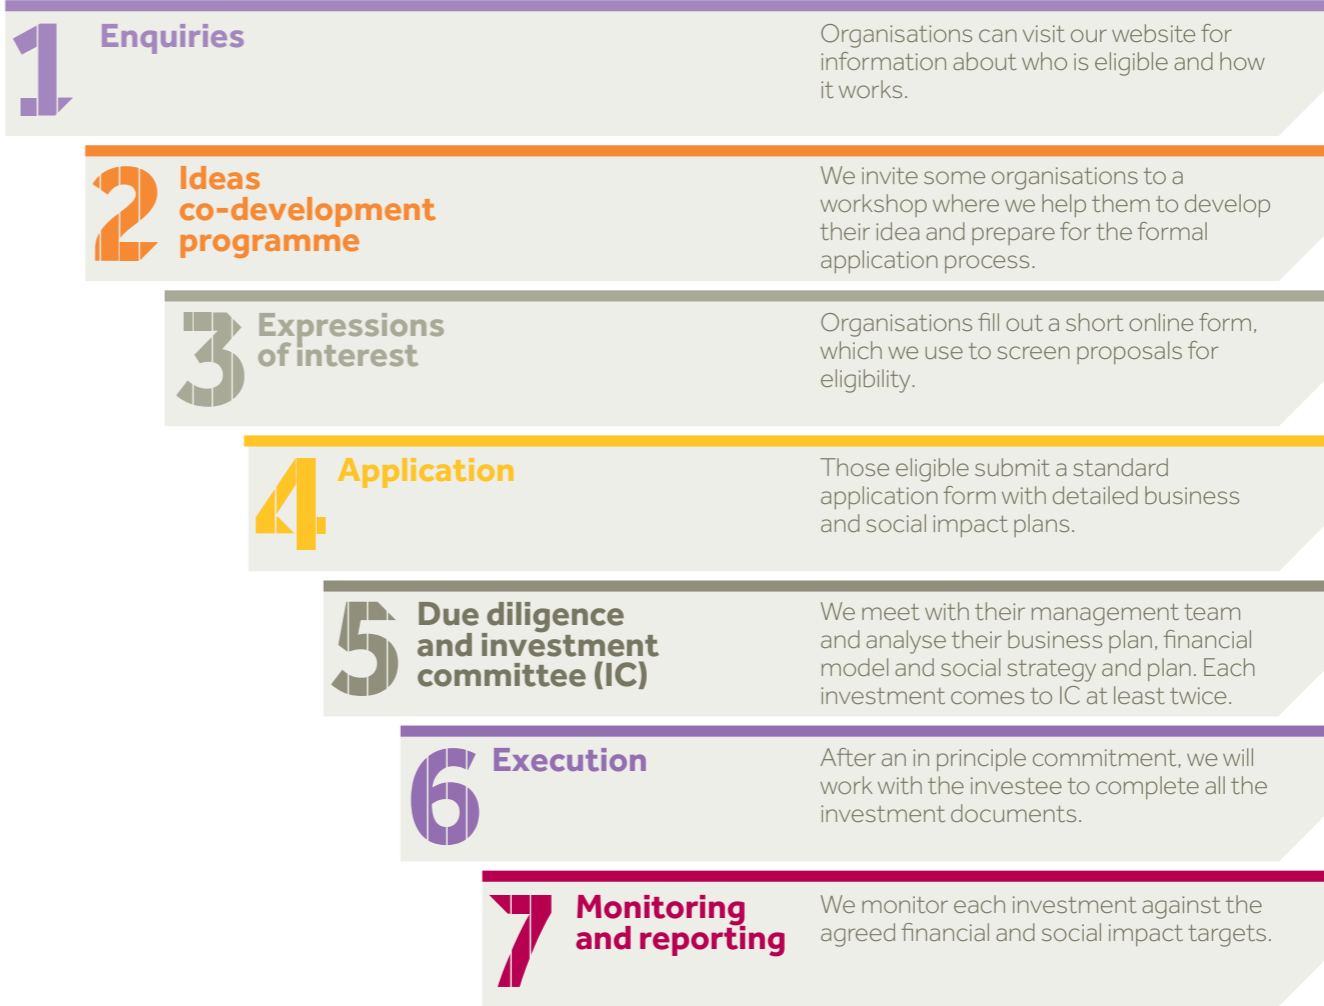 1
Enquiries
Organisations can visit our website for
information about who is eligible and how
it works.
2
Ideas
co-development
programme
We invite some organisations to a
workshop where we help them to develop
their idea and prepare for the formal
application process.
3
Expressions
of interest
Organisations fill out a short online form,
which we use to screen proposals for
eligibility.
4
Application
Those eligible submit a standard
application form with detailed business
and social impact plans.
5
Due diligence
and investment
committee (IC)
We meet with their management team
and analyse their business plan, financial
model and social strategy and plan. Each
investment comes to IC at least twice.
6
Execution
After an in principle commitment, we will
work with the investee to complete all the
investment documents.
7
Monitoring
and reporting
We monitor each investment against the
agreed financial and social impact targets.